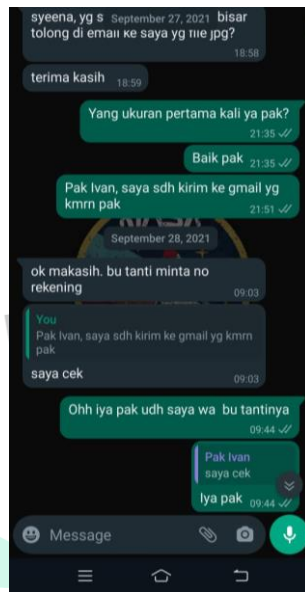 syeena, yg s
September 27, 2021
bisar
tolong di email ke saya yg file jpg?
18:58
terima kasih 18:59
Yang ukuran pertama kali ya pak?
21:35
Baik pak 21:35
Pak Ivan, saya sdh kirim ke gmail yg
kmrn pak
21:51
September 28, 2021
ok makasih. bu tanti minta no
rekening
09:03
You
Pak Ivan, saya sdh kirim ke gmail yg kmrn
pak
saya cek
09:03
Ohh iya pak udh saya wa bu tantinya
09:44
Pak Ivan
saya cek
Iya pak 09:44
Message